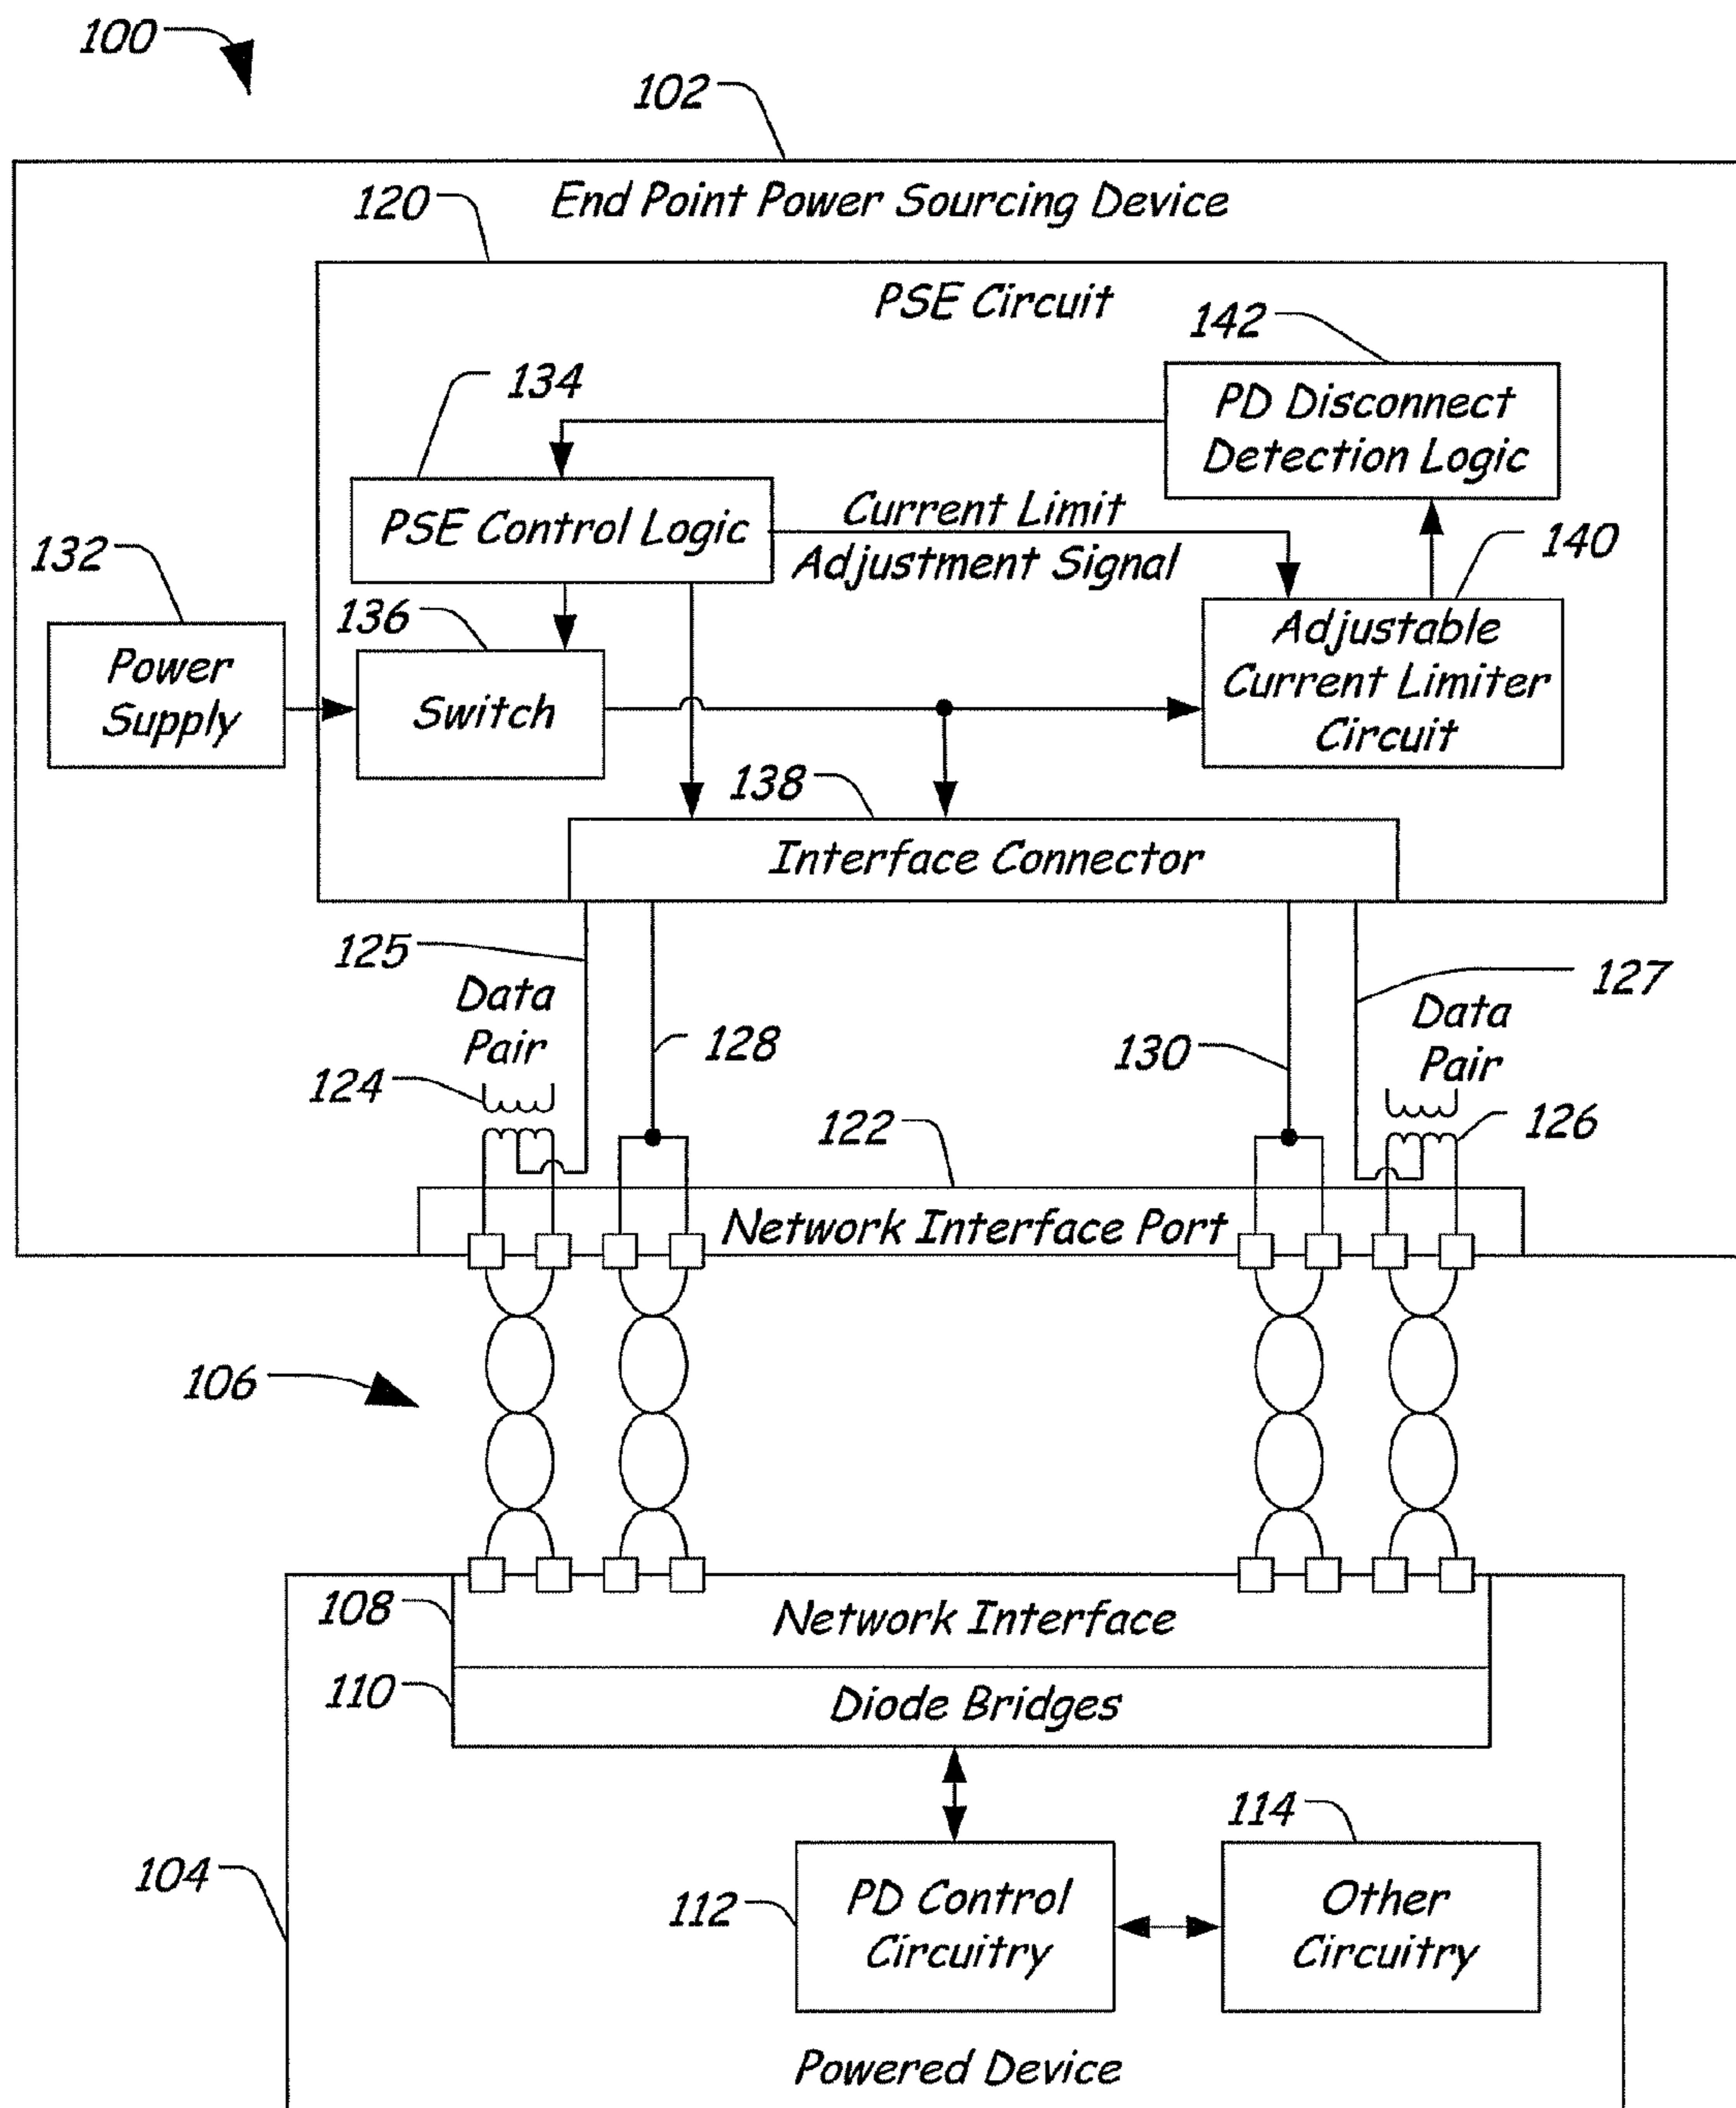 100
102
End Point Power Sourcing Device
120
PSE Circuit
142
134
PD Disconnect
Detection Logic
PSE Control Logic
Current Limit
Adjustment Signal
132
140
136
Power
Supply
Switch
Adjustable
Current Limiter
Circuit
138
Interface Connector
125
127
Data
Pair
128
130
Data
Pair
124
122
126
Network Interface Port
106
108
Network Interface
110
Diode Bridges
114
104
112
PD Control
Circuitry
Other
Circuitry
Powered Device